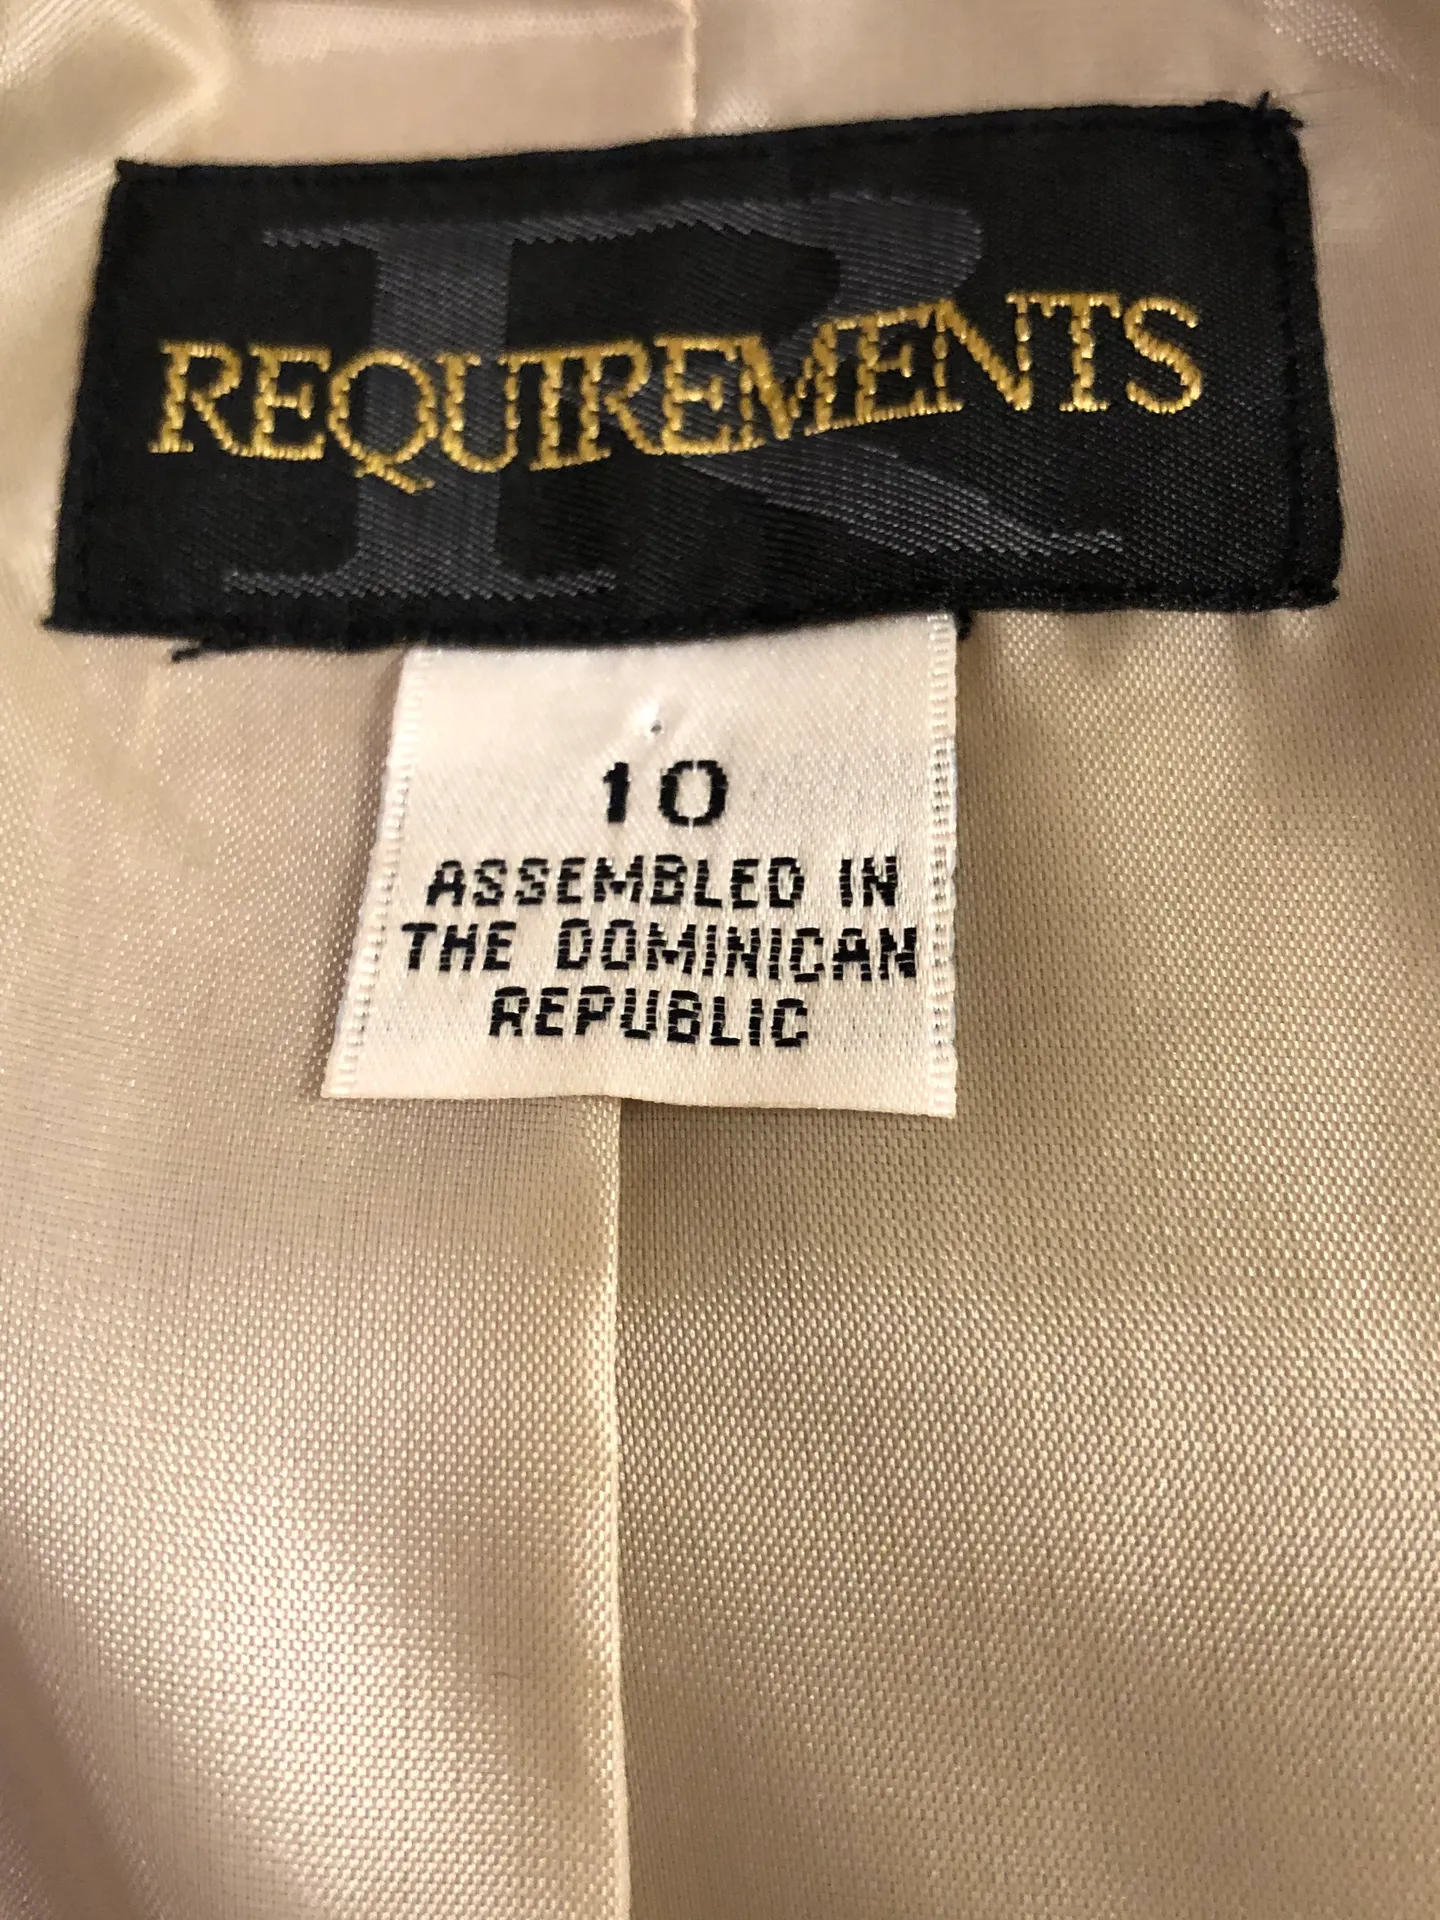 R
REQUIREMENTS
10
ASSEMBLED IN
THE DOMINICAN
REPUBLIC